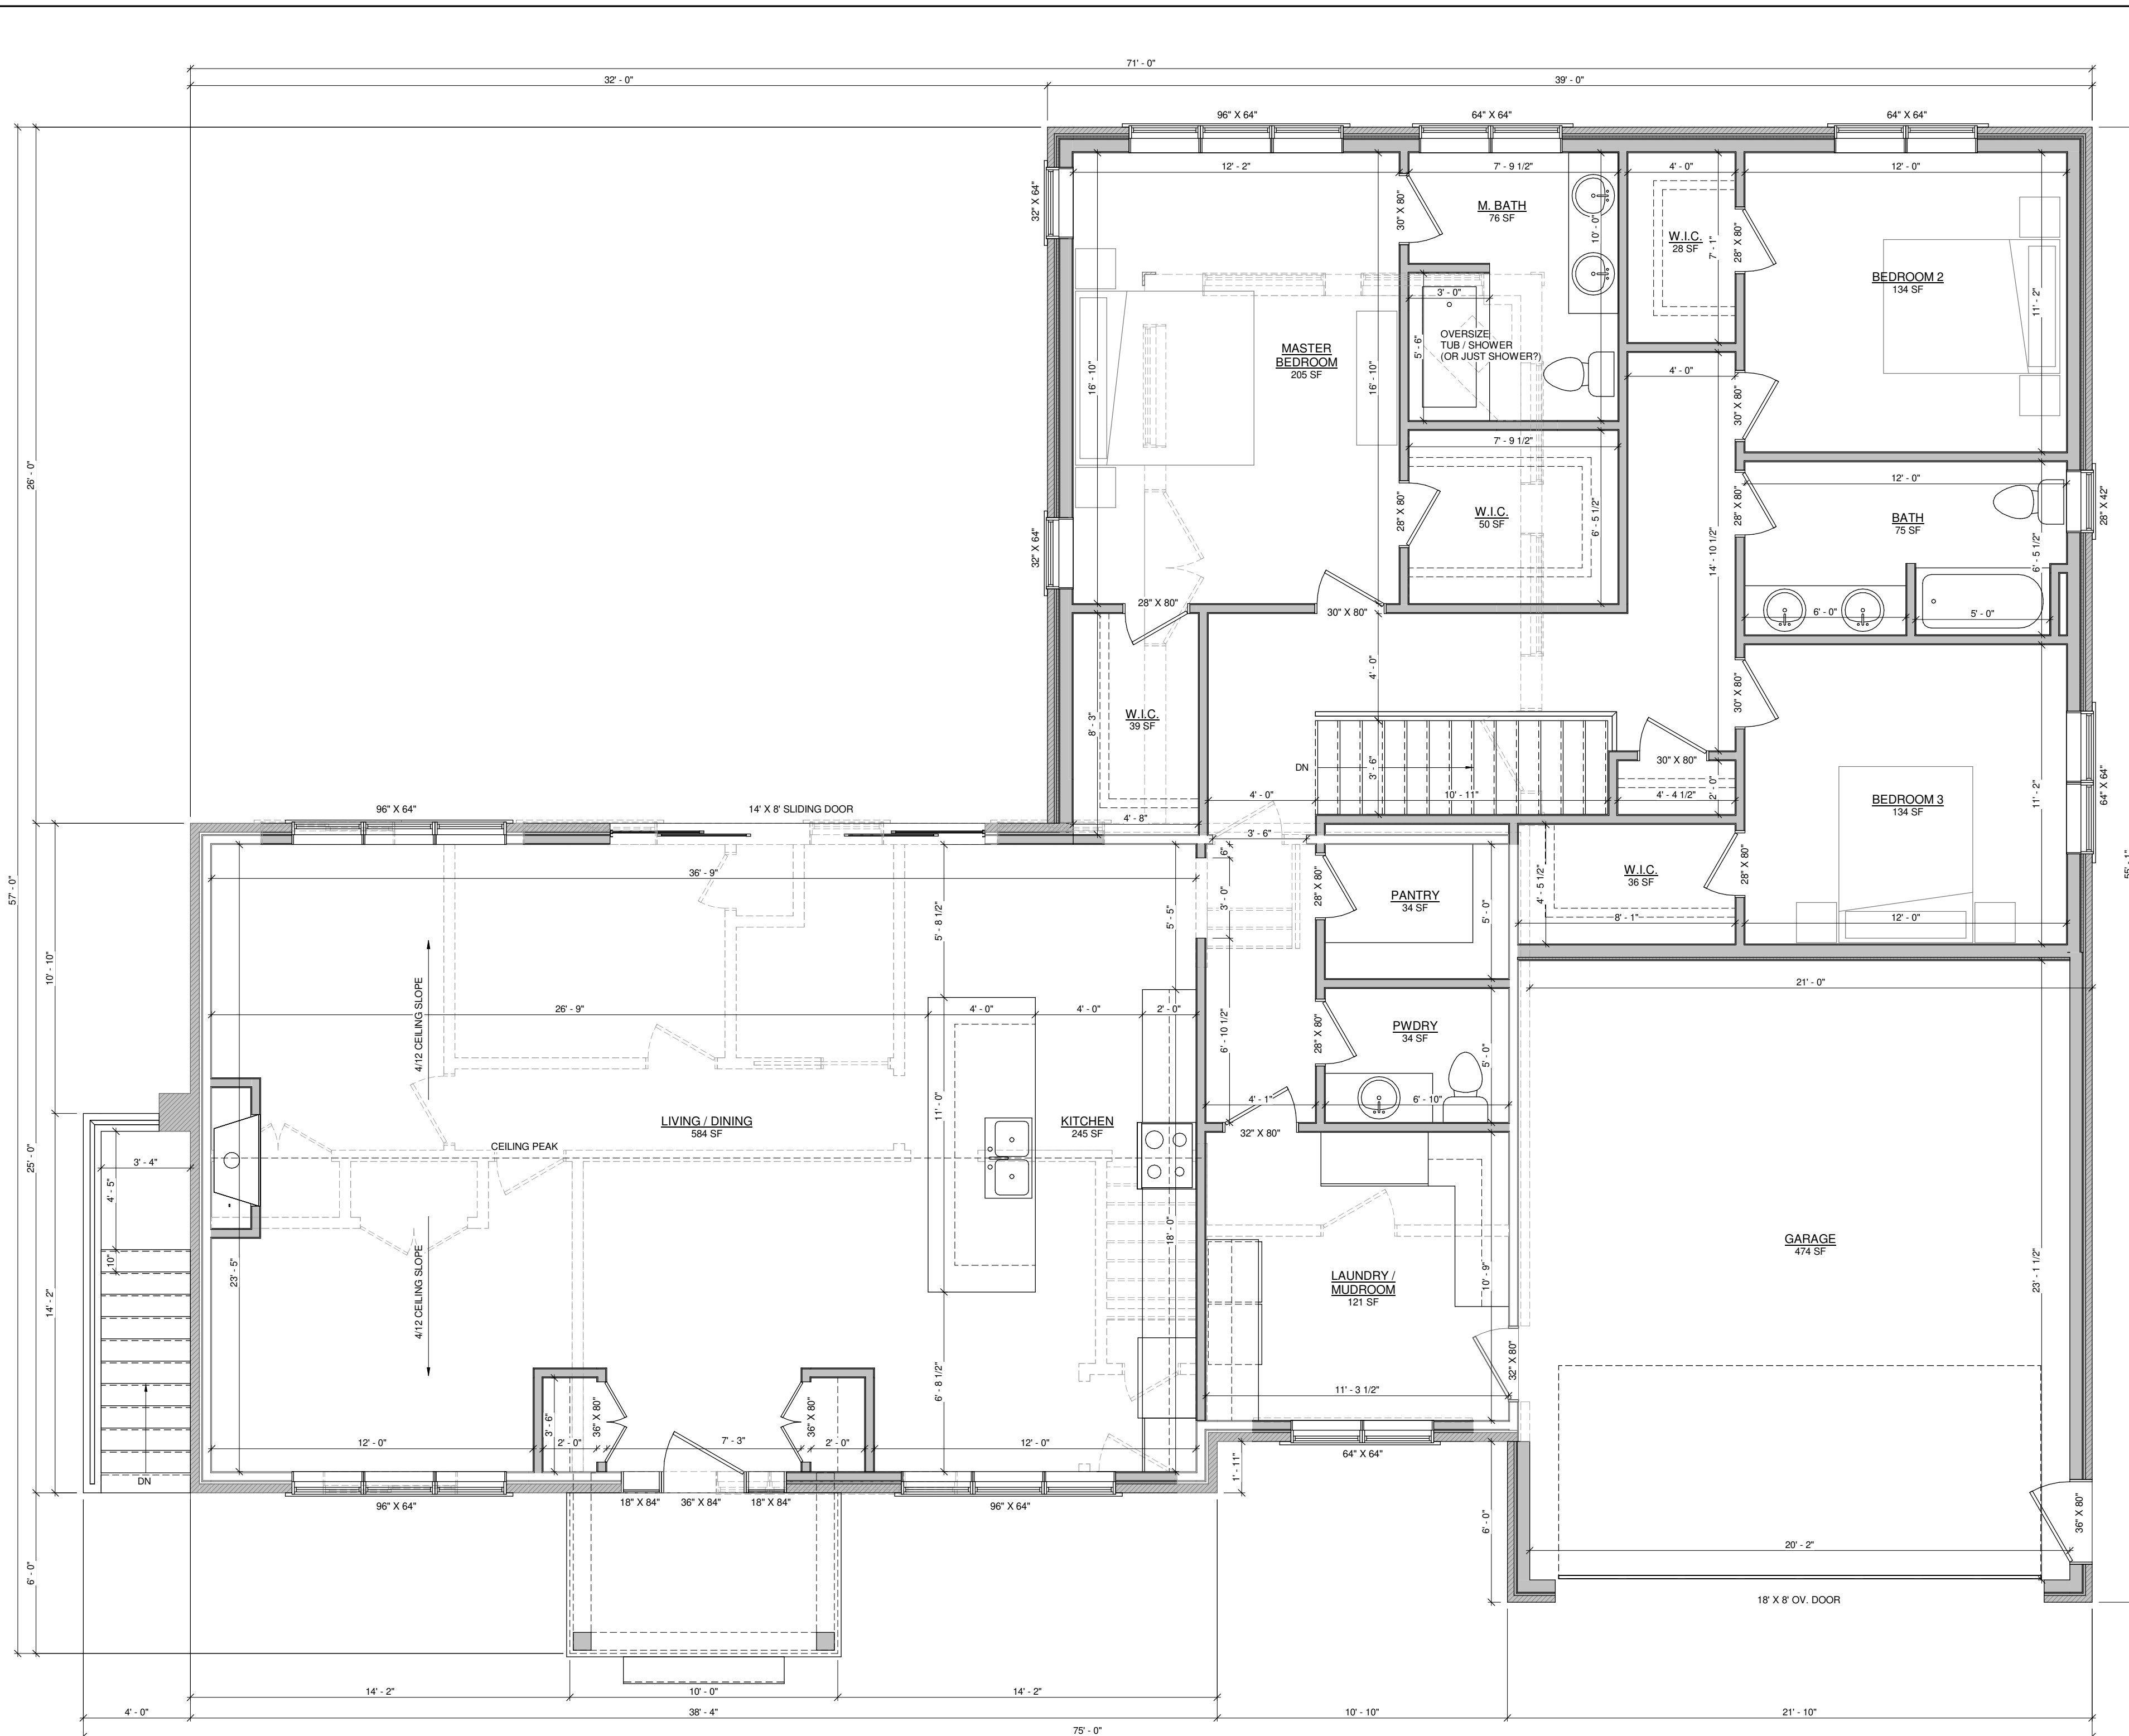 71' - 0"
32' - 0"
39' - 0"
96" X 64"
64" X 64"
64" X 64"
12' - 2"
7' - 9 1/2"
4' - 0"
12' - 0"
32" X 64"
30" X 80"
M. BATH
76 SF
10' - 0"
W.I.C.
28 SF
7' - 1"
28" X 80"
BEDROOM 2
134 SF
11' - 2"
3' - 0"
OVERSIZE
TUB / SHOWER
(OR JUST SHOWER?)
5' - 6"
MASTER
BEDROOM
205 SF
16' - 10"
16' - 10"
4' - 0"
30" X 80"
7' - 9 1/2"
26' - 0"
12' - 0"
28" X 80"
W.I.C.
50 SF
6' - 5 1/2"
28" X 80"
BATH
75 SF
28" X 42"
32" X 64"
14' - 10 1/2"
6' - 5 1/2"
28" X 80"
30" X 80"
6' - 0"
5' - 0"
4' - 0"
30" X 80"
W.I.C.
39 SF
8' - 3"
DN
3' - 6"
30" X 80"
2' - 0"
4' - 0"
10' - 11"
4' - 4 1/2"
BEDROOM 3
134 SF
11' - 2"
64" X 64"
96" X 64"
14' X 8' SLIDING DOOR
4' - 8"
3' - 6"
6"
36' - 9"
57' - 0"
55' - 1"
5' - 8 1/2"
5' - 5"
3' - 0"
28" X 80"
PANTRY
34 SF
5' - 0"
4' - 5 1/2"
W.I.C.
36 SF
28" X 80"
8' - 1"
12' - 0"
10' - 10"
4/12 CEILING SLOPE
21' - 0"
26' - 9"
4' - 0"
4' - 0"
2' - 0"
6' - 10 1/2"
28" X 80"
PWDRY
34 SF
5' - 0"
4' - 1"
6' - 10"
11' - 0"
LIVING / DINING
584 SF
KITCHEN
245 SF
32" X 80"
CEILING PEAK
25' - 0"
3' - 4"
4' - 5"
10"
18' - 0"
23' - 5"
4/12 CEILING SLOPE
GARAGE
474 SF
23' - 1 1/2"
LAUNDRY /
MUDROOM
121 SF
10' - 9"
14' - 2"
32" X 80"
6' - 8 1/2"
11' - 3 1/2"
3' - 6"
36" X 80"
36" X 80"
12' - 0"
2' - 0"
7' - 3"
2' - 0"
12' - 0"
64" X 64"
1' - 11"
DN
96" X 64"
18" X 84"
36" X 84"
18" X 84"
96" X 64"
6' - 0"
36" X 80"
20' - 2"
6' - 0"
18' X 8' OV. DOOR
14' - 2"
10' - 0"
14' - 2"
4' - 0"
38' - 4"
10' - 10"
21' - 10"
75' - 0"